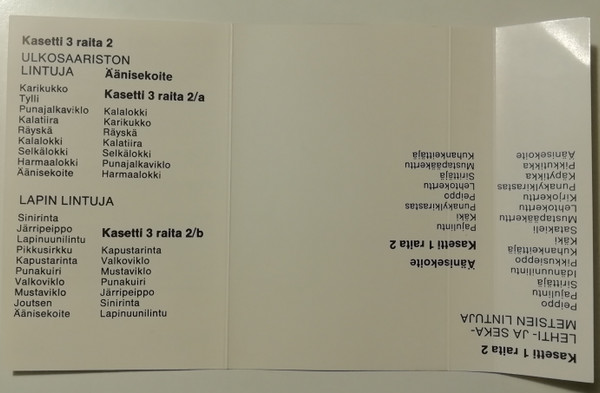 Kasetti 3 raita 2
ULKOSAARISTON
LINTUJA
Karikukko
Tylli
Punajalkaviklo
Kalatiira
Räyskä
Kalalokki
Selkälokki
Harmaalokki
Äänisekoite
Äänisekoite
Kasetti 3 raita 2/a
Kalalokki
Karikukko
Räyskä
Kalatiira
Selkälokki
Punajalkaviklo
Harmaalokki
LAPIN LINTUJA
Sinirinta
Järripeippo
Lapinuunilintu
Pikkusirkku
Kapustarinta
Punakuiri
Valkoviklo
Mustaviklo
Joutsen
Äänisekoite
Kasetti 3 raita 2/b
Kapustarinta
Valkoviklo
Mustaviklo
Punakuiri
Järripeippo
Sinirinta
Lapinuunilintu
Kasetti 1 raita 2
LEHTI- JA SEKA-
METSIEN LINTUJA
Peippo
Pajulintu
Sirittäjä
Idänuunilintu
Pikkusieppo
Kuhankeittäjä
Käki
Satakieli
Mustapääkerttu
Lehtokerttu
Kirjokerttu
Punakylkirastas
Käpytikka
Pikkutikka
Äänisekoite
Äänisekoite
Kasetti 1 raita 2
Pajulintu
Käki
Punakylkirastas
Peippo
Lehtokerttu
Sirittäjä
Mustapääkerttu
Kuhankeittäjä